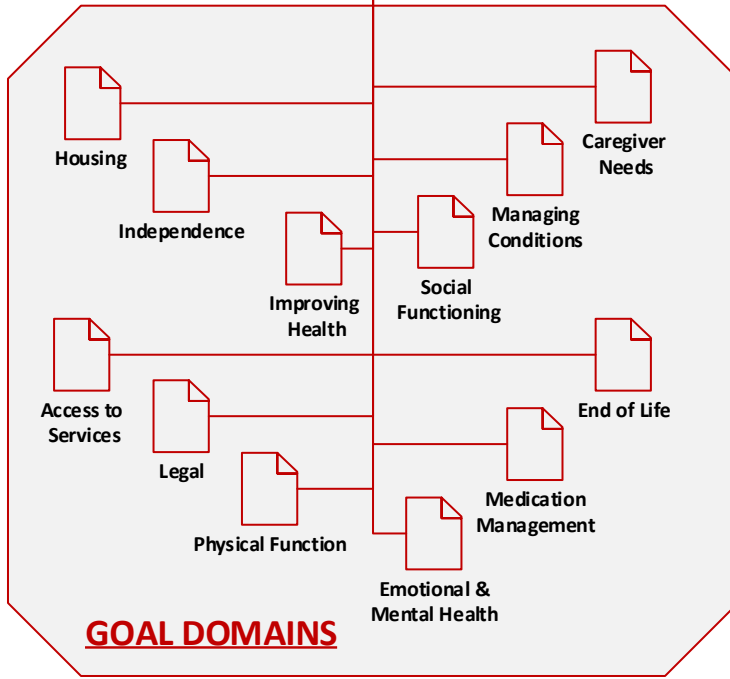 Housing
Caregiver
Needs
Independence
Managing
Conditions
Improving
Health
Social
Functioning
Access to
Services
End of Life
Legal
Medication
Management
Physical Function
Emotional &
Mental Health
GOAL DOMAINS